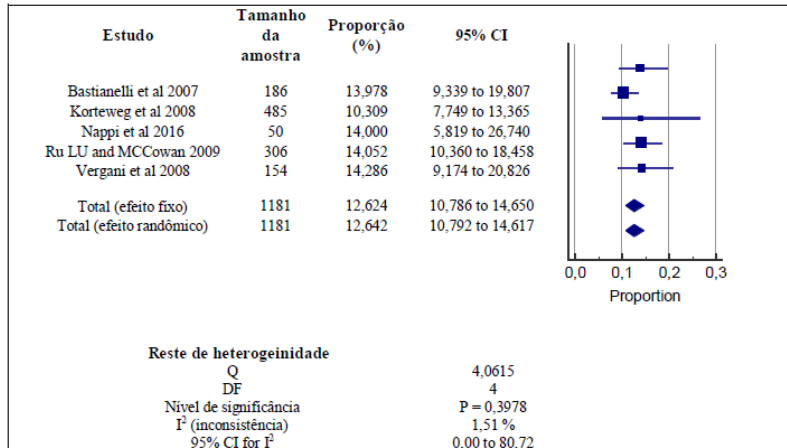 Estudo Tamanho da amostra Proporção (%) 95% CI
Bastianelli et al 2007 186 13,978 9,339 to 19,807
Korteweg et al 2008 485 10,309 7,749 to 13,365
Nappi et al 2016 50 14,000 5,819 to 26,740
Ru LU and MCCowan 2009 306 14,052 10,360 to 18,458
Vergani et al 2008 154 14,286 9,174 to 20,826
Total (efeito fixo) 1181 12,624 10,786 to 14,650
Total (efeito randômico) 1181 12,642 10,792 to 14,617
0,0 0,1 0,2 0,3
Proportion
Reste de heterogeinidade
Q 4,0615
DF 4
Nível de significância P = 0,3978
I² (inconsistência) 1,51 %
95% CI for I² 0,00 to 80,72